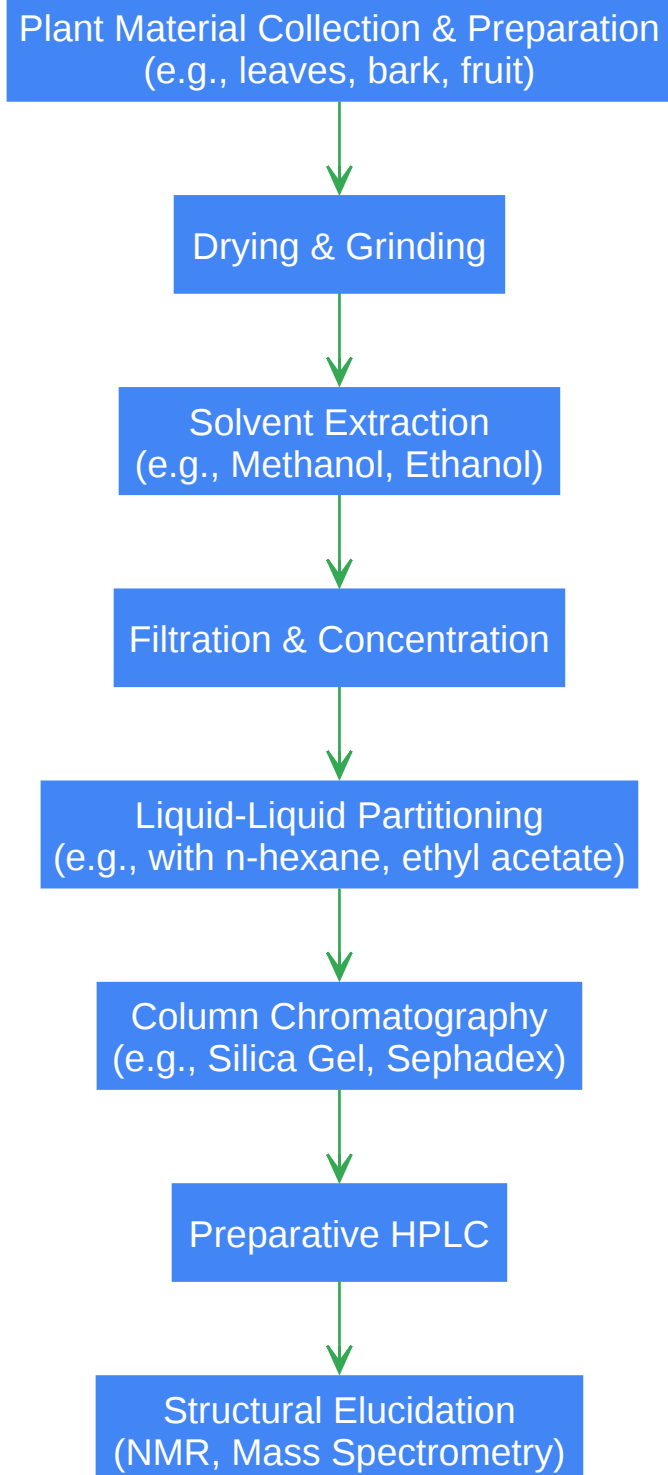 Plant Material Collection & Preparation
(e.g., leaves, bark, fruit)
Drying & Grinding
Solvent Extraction
(e.g., Methanol, Ethanol)
Filtration & Concentration
Liquid-Liquid Partitioning
(e.g., with n-hexane, ethyl acetate)
Column Chromatography
(e.g., Silica Gel, Sephadex)
Preparative HPLC
Structural Elucidation
(NMR, Mass Spectrometry)